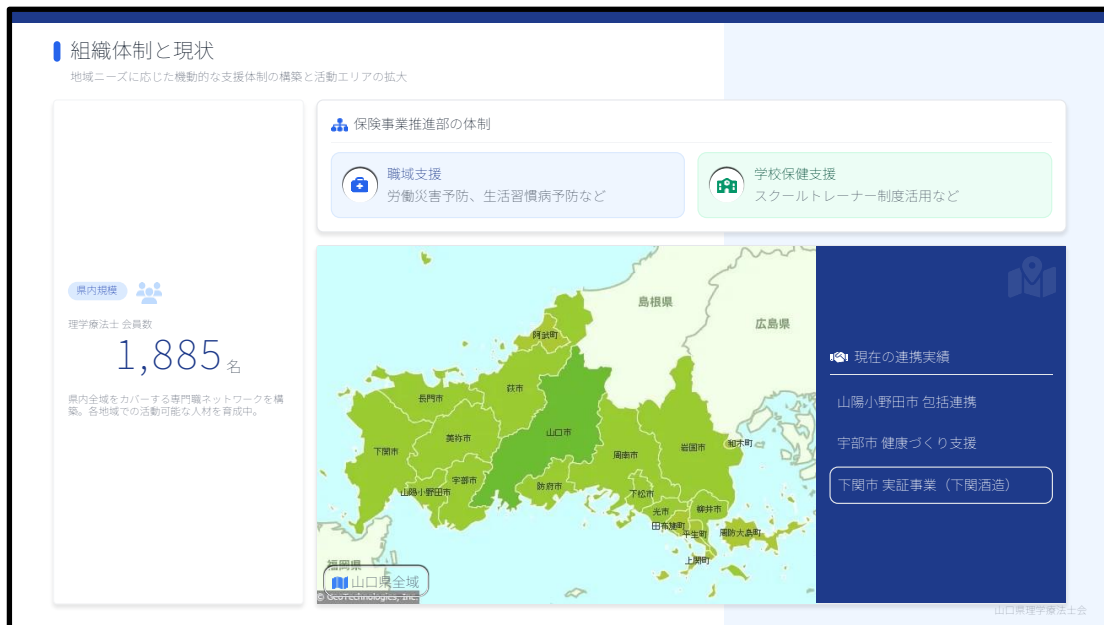 組織体制と現状
地域ニーズに応じた機動的な支援体制の構築と活動エリアの拡大
県内規模
理学療法士 会員数
1,885 名
県内全域をカバーする専門職ネットワークを構
築。各地域での活動可能な人材を育成中。
保険事業推進部の体制
職域支援
労働災害予防、生活習慣病予防など
学校保健支援
スクールトレーナー制度活用など
島根県
広島県
阿武町
萩市
長門市
山口市
美祢市
下関市
岩国市
和木町
周南市
宇部市
山陽小野田市
防府市
下松市
光市
柳井市
田布施町
平生町
周防大島町
上関町
福岡県
山口県全域
© GeoTechnologies, Inc.
現在の連携実績
山陽小野田市 包括連携
宇部市 健康づくり支援
下関市 実証事業（下関酒造）
山口県理学療法士会